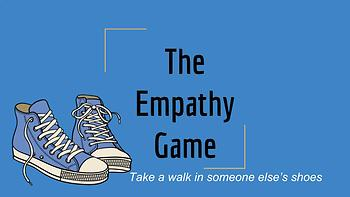 The
Empathy
Game
Take a walk in someone else's shoes